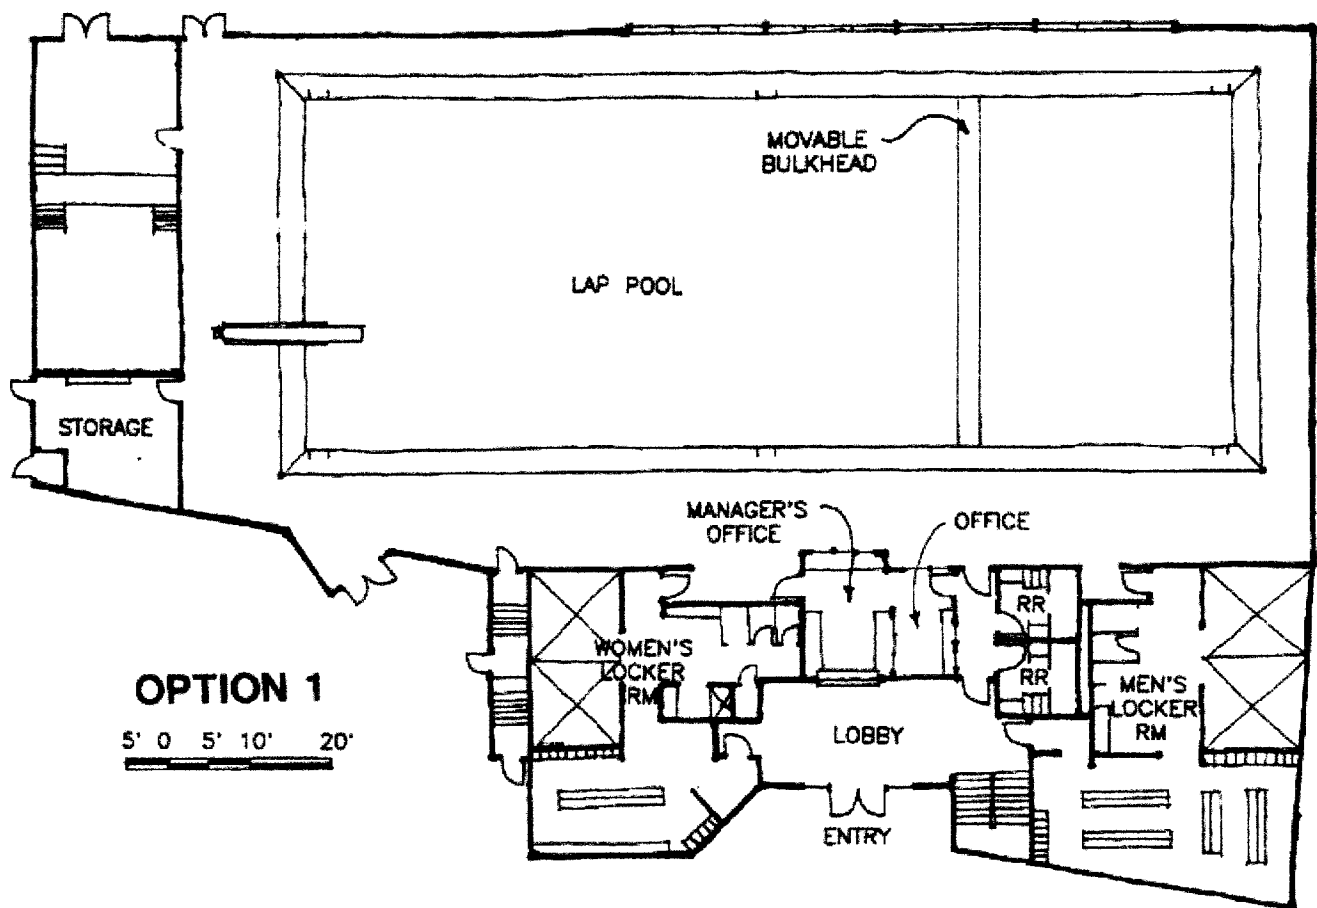 MOVABLE
BULKHEAD
LAP POOL
STORAGE
MANAGER'S
OFFICE
OFFICE
RR
WOMEN'S
LOCKER
RM
RR
MEN'S
LOCKER
RM
LOBBY
ENTRY
OPTION 1
5' 0 5' 10' 20'